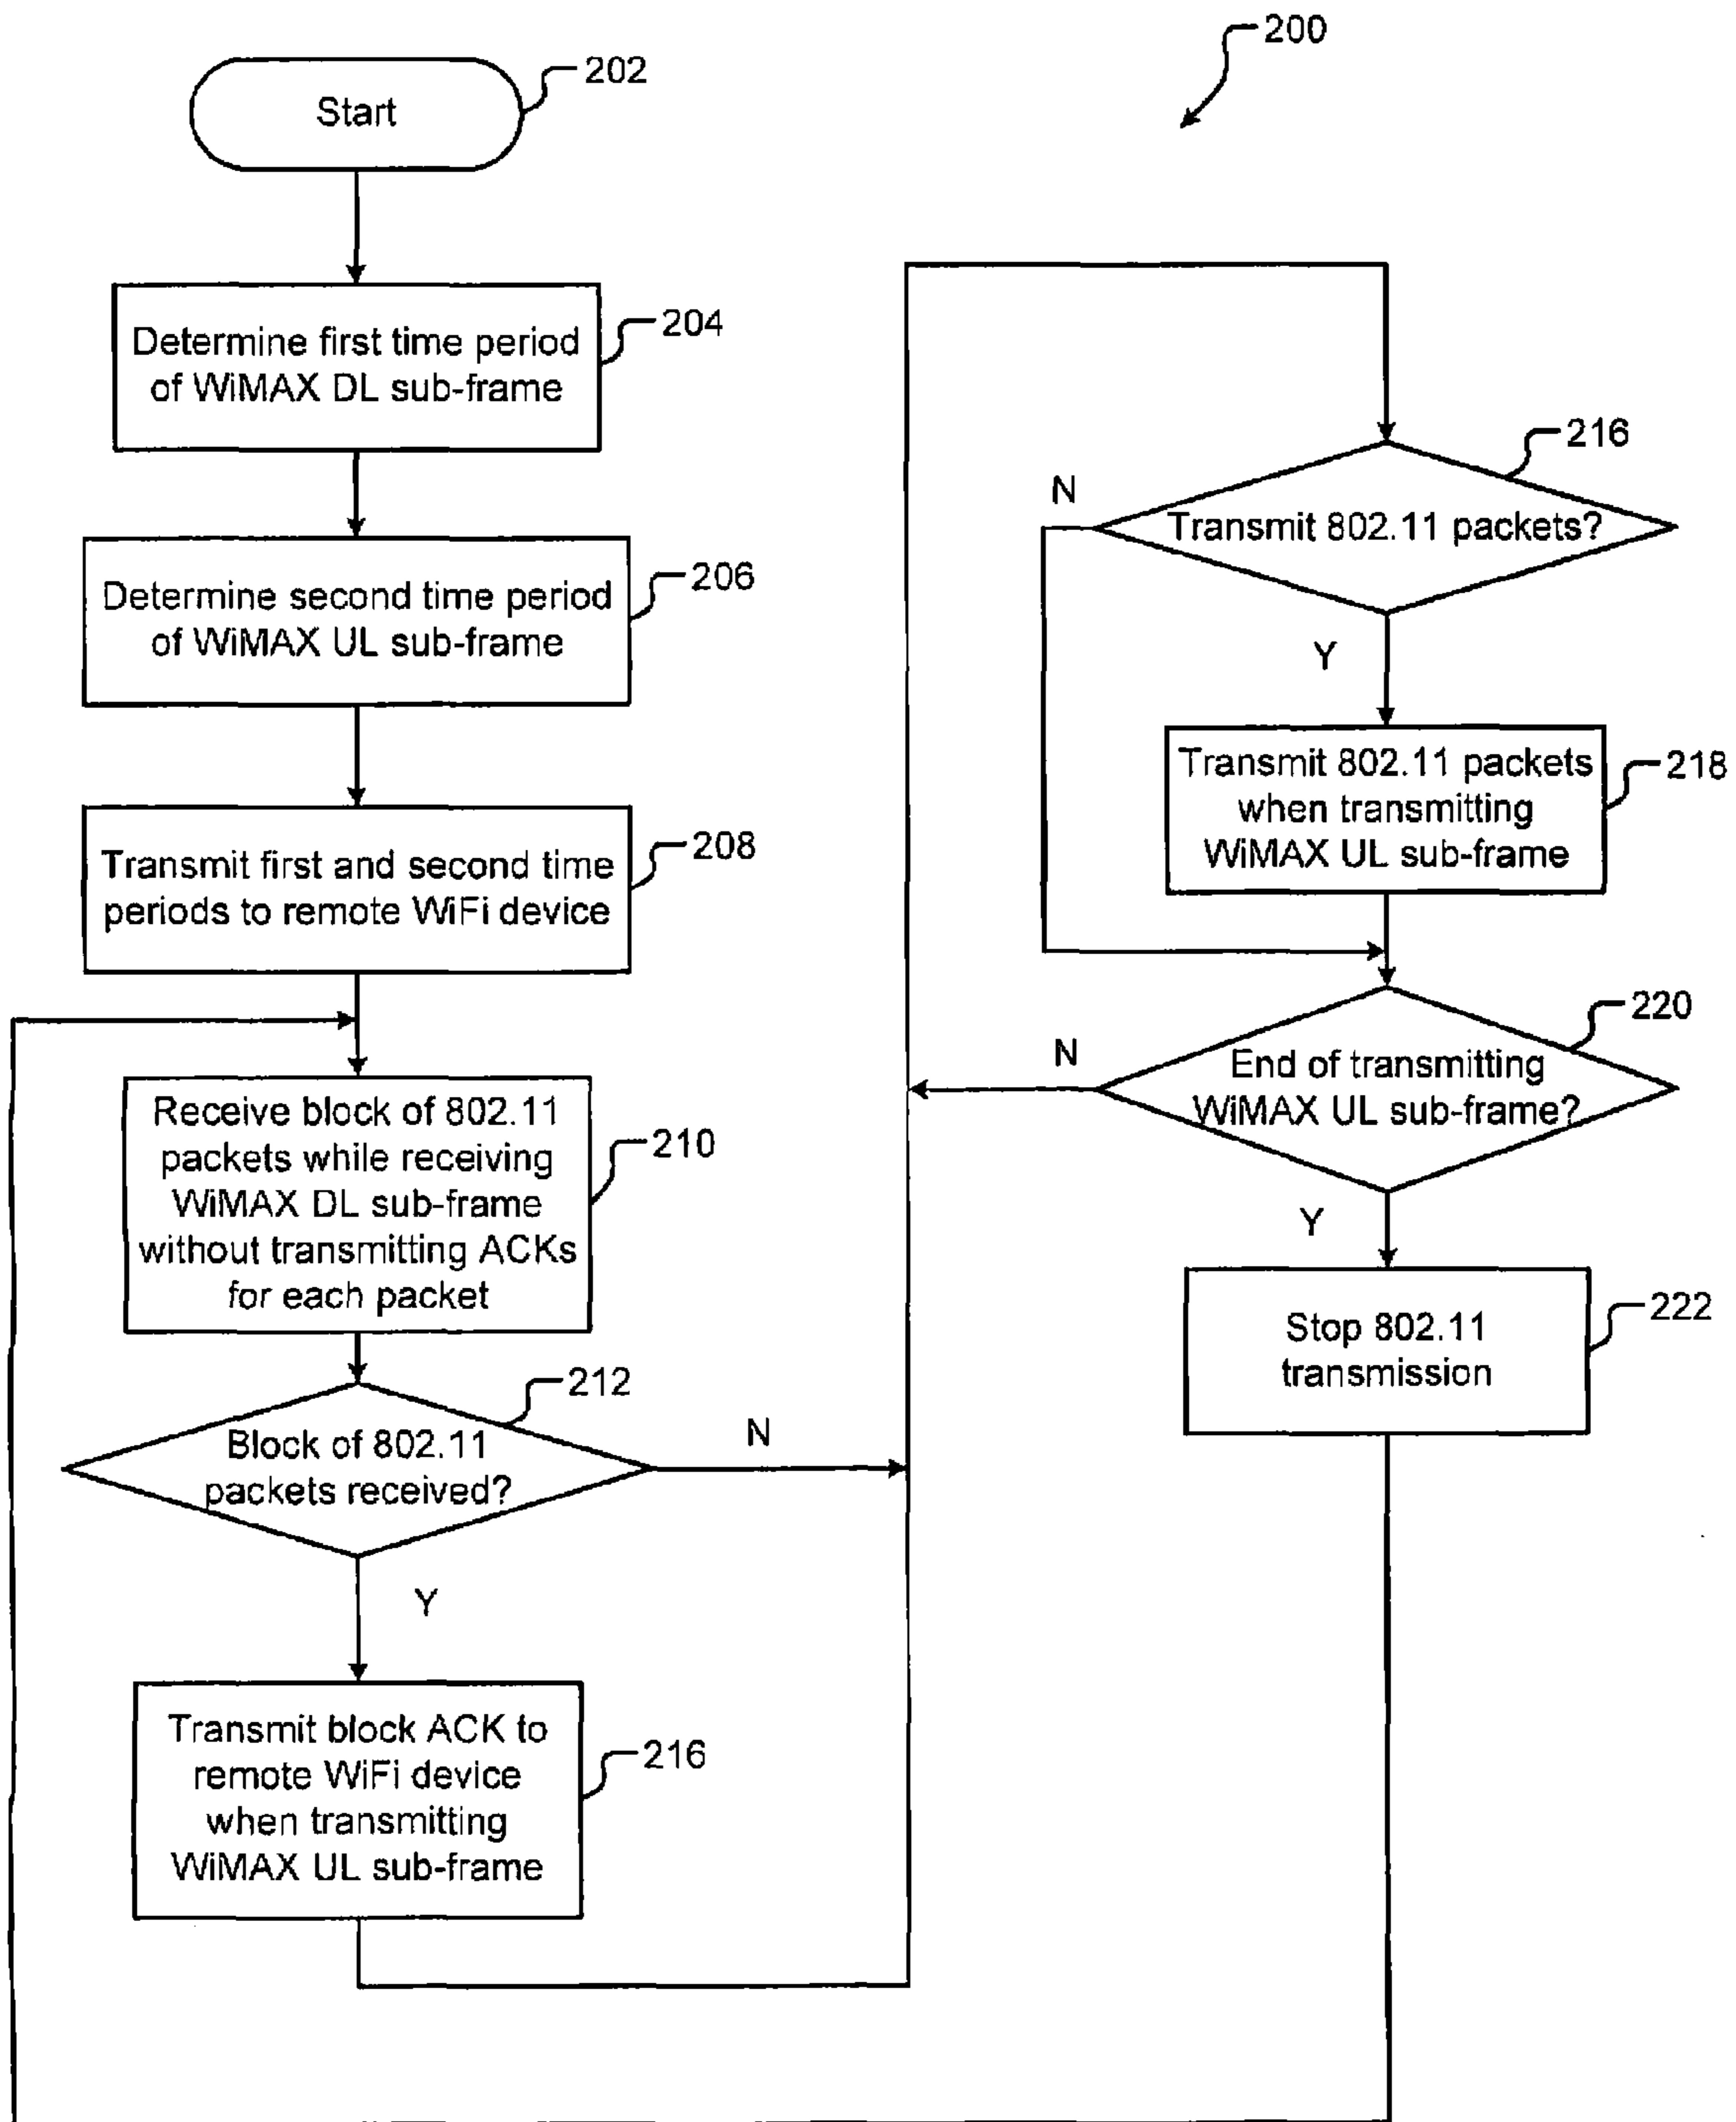 200
Start
202
Determine first time period
of WiMAX DL sub-frame
204
Determine second time period
of WiMAX UL sub-frame
206
Transmit first and second time
periods to remote WiFi device
208
Receive block of 802.11
packets while receiving
WiMAX DL sub-frame
without transmitting ACKs
for each packet
210
Block of 802.11
packets received?
212
N
Y
Transmit block ACK to
remote WiFi device
when transmitting
WiMAX UL sub-frame
216
Transmit 802.11 packets?
216
N
Y
Transmit 802.11 packets
when transmitting
WiMAX UL sub-frame
218
End of transmitting
WiMAX UL sub-frame?
220
N
Y
Stop 802.11
transmission
222